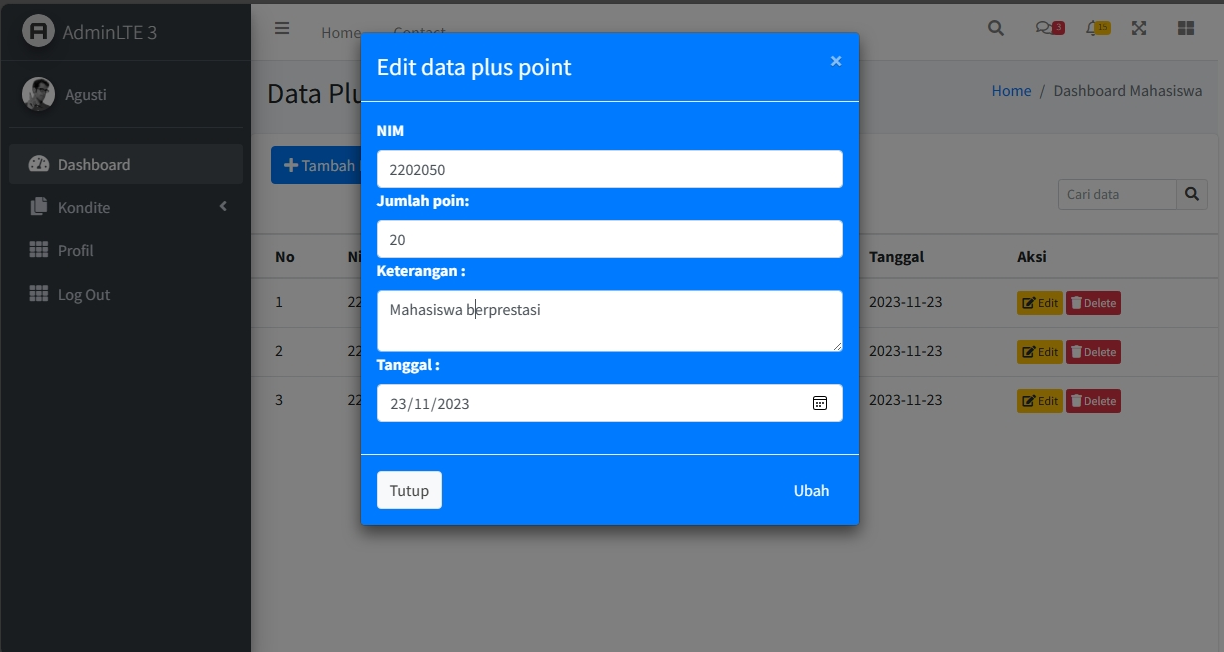 AdminLTE 3
Home Contact
3
15
Agusti
Dashboard
Kondite
Profil
Log Out
Data Plu
Home / Dashboard Mahasiswa
Tambah
Cari data
No Ni Tanggal Aksi
1 22 2023-11-23 Edit Delete
2 22 2023-11-23 Edit Delete
3 22 2023-11-23 Edit Delete
Edit data plus point ×
NIM
2202050
Jumlah poin:
20
Keterangan :
Mahasiswa berprestasi
Tanggal :
23/11/2023
Tutup Ubah